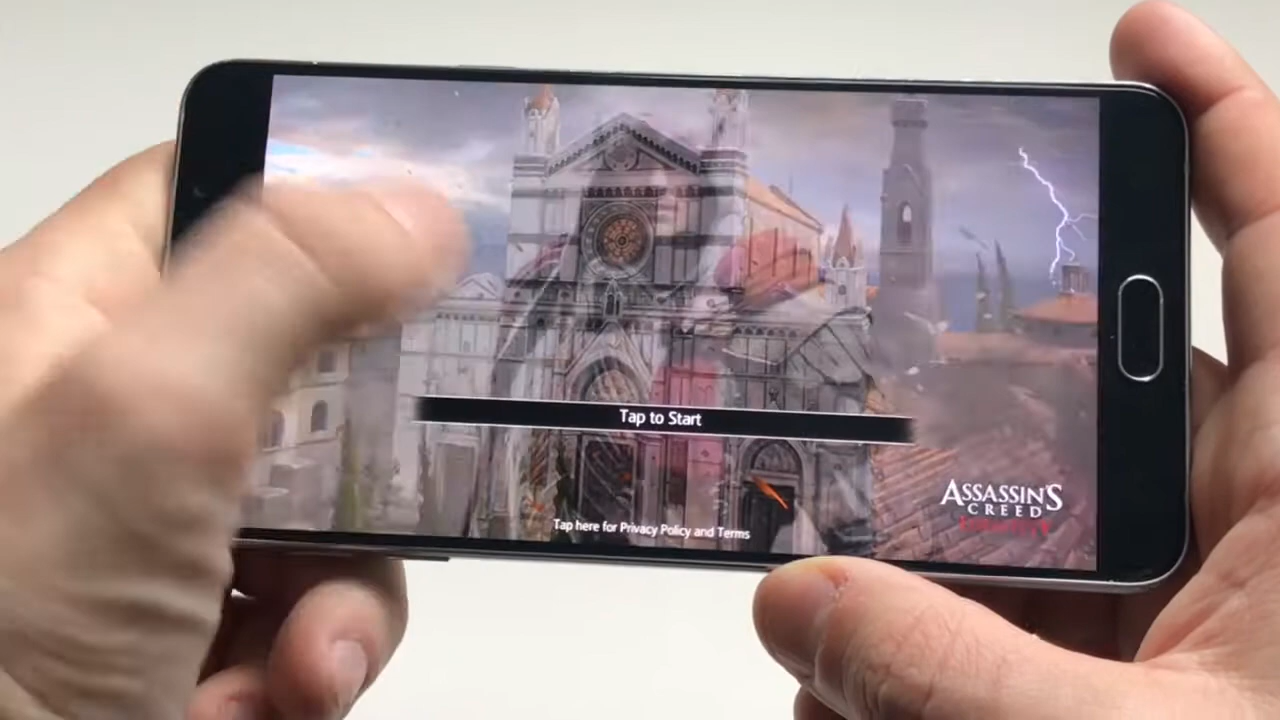 Tap to Start
ASSASSIN'S
CREED
Tap here for Privacy Policy and Terms